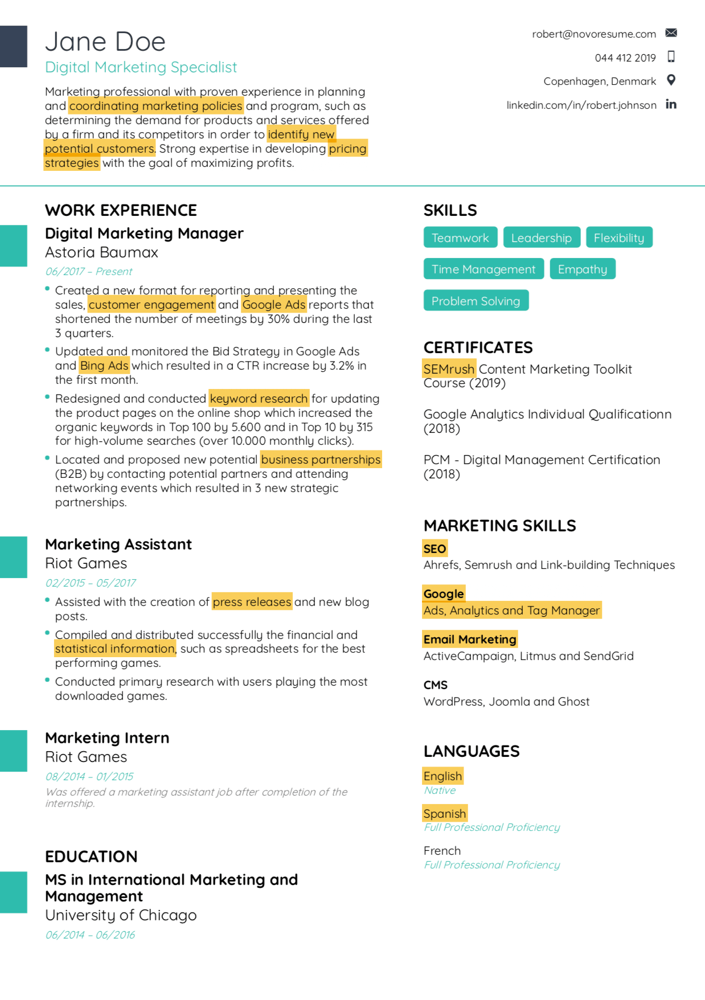 Jane Doe
Digital Marketing Specialist
Marketing professional with proven experience in planning
and coordinating marketing policies and program, such as
determining the demand for products and services offered
by a firm and its competitors in order to identify new
potential customers. Strong expertise in developing pricing
strategies with the goal of maximizing profits.
robert@novoresume.com
044 412 2019
Copenhagen, Denmark
linkedin.com/in/robert.johnson
WORK EXPERIENCE
Digital Marketing Manager
Astoria Baumax
06/2017 – Present
Created a new format for reporting and presenting the
sales, customer engagement and Google Ads reports that
shortened the number of meetings by 30% during the last
3 quarters.
Updated and monitored the Bid Strategy in Google Ads
and Bing Ads which resulted in a CTR increase by 3.2% in
the first month.
Redesigned and conducted keyword research for updating
the product pages on the online shop which increased the
organic keywords in Top 100 by 5.600 and in Top 10 by 315
for high-volume searches (over 10.000 monthly clicks).
Located and proposed new potential business partnerships
(B2B) by contacting potential partners and attending
networking events which resulted in 3 new strategic
partnerships.
Marketing Assistant
Riot Games
02/2015 – 05/2017
Assisted with the creation of press releases and new blog
posts.
Compiled and distributed successfully the financial and
statistical information, such as spreadsheets for the best
performing games.
Conducted primary research with users playing the most
downloaded games.
Marketing Intern
Riot Games
08/2014 – 01/2015
Was offered a marketing assistant job after completion of the
internship.
EDUCATION
MS in International Marketing and
Management
University of Chicago
06/2014 – 06/2016
SKILLS
Teamwork Leadership Flexibility
Time Management Empathy
Problem Solving
CERTIFICATES
SEMrush Content Marketing Toolkit
Course (2019)
Google Analytics Individual Qualificationn
(2018)
PCM - Digital Management Certification
(2018)
MARKETING SKILLS
SEO
Ahrefs, Semrush and Link-building Techniques
Google
Ads, Analytics and Tag Manager
Email Marketing
ActiveCampaign, Litmus and SendGrid
CMS
WordPress, Joomla and Ghost
LANGUAGES
English
Native
Spanish
Full Professional Proficiency
French
Full Professional Proficiency